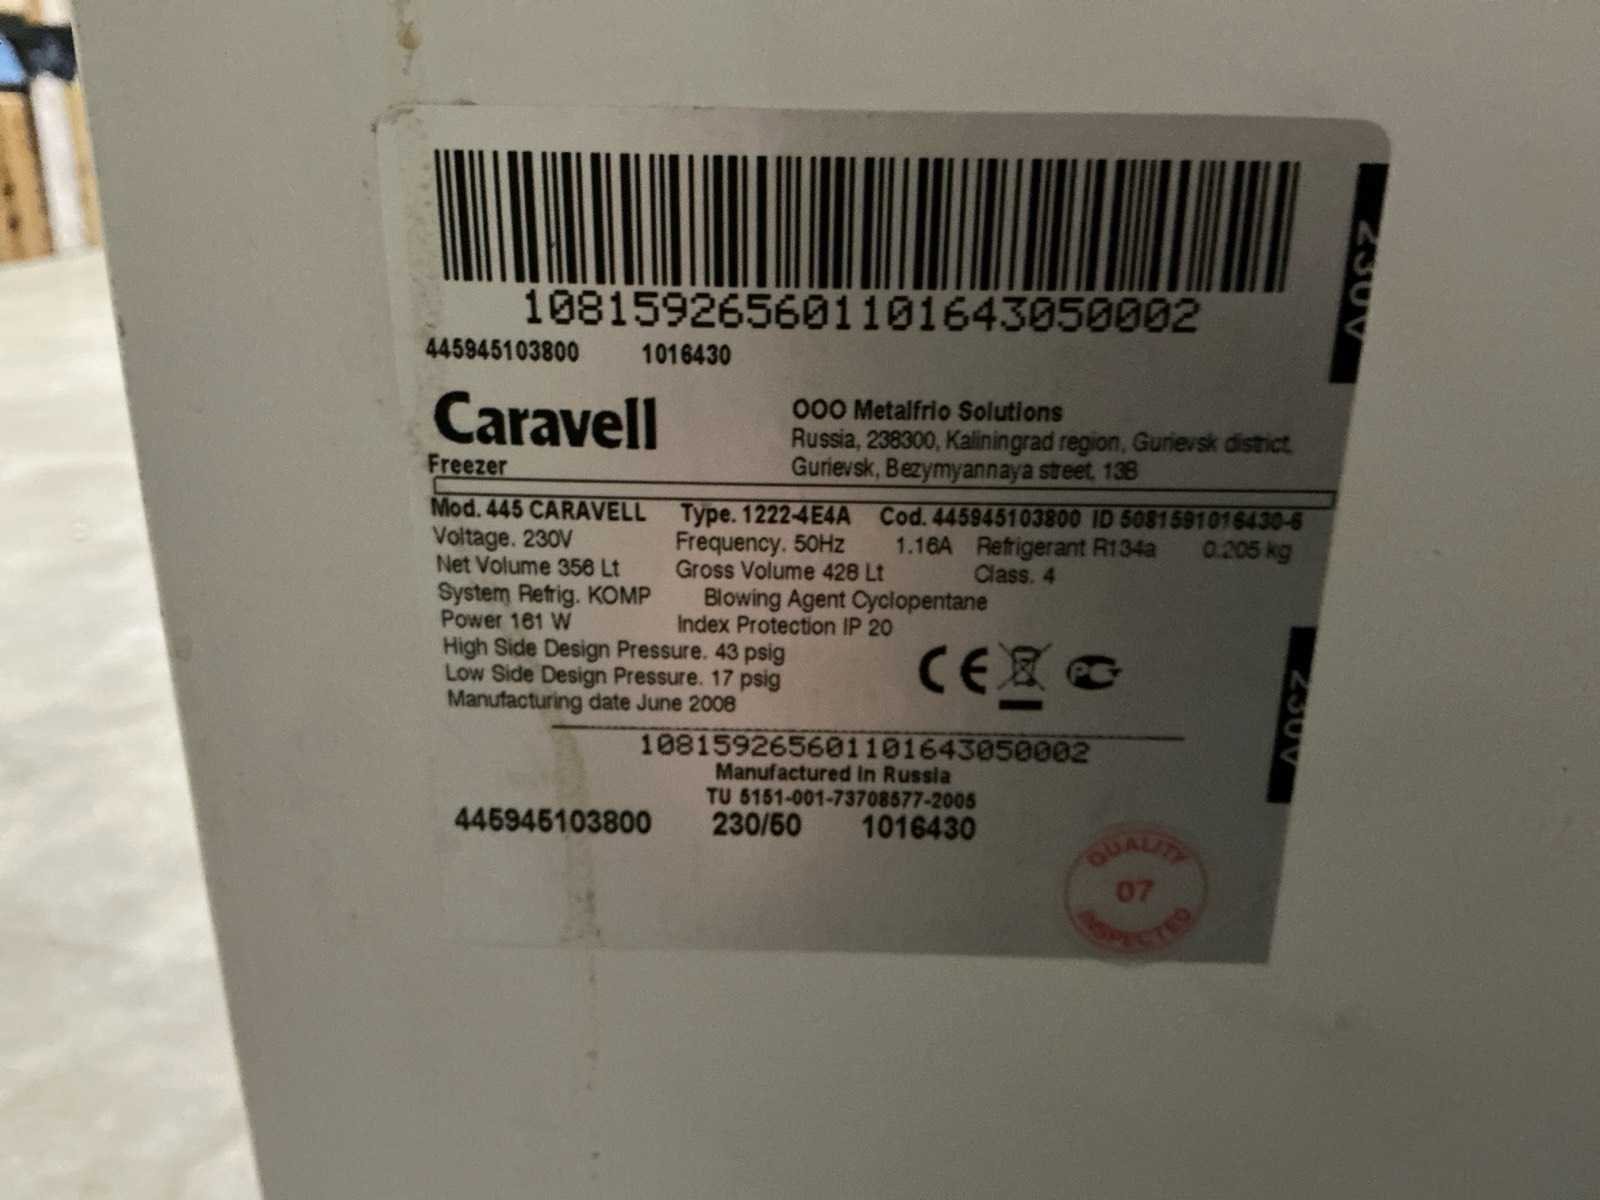 108159265601101643050002
445945103800 1016430
230V
Caravell
Freezer
OOO Metalfrio Solutions
Russia, 238300, Kaliningrad region, Gurievsk district,
Gurievsk, Bezymyannaya street, 13B
Mod. 445 CARAVELL Type. 1222-4E4A Cod. 445945103800 ID 5081591016430-6
Voltage. 230V Frequency. 50Hz 1.16A Refrigerant R134a 0.205 kg
Net Volume 356 Lt Gross Volume 428 Lt Class. 4
System Refrig. KOMP Blowing Agent Cyclopentane
Power 161 W Index Protection IP 20
High Side Design Pressure. 43 psig
Low Side Design Pressure. 17 psig
Manufacturing date June 2008
CE PCT
230V
108159265601101643050002
Manufactured in Russia
TU 5151-001-73708577-2005
445945103800 230/50 1016430
QUALITY
07
INSPECTED